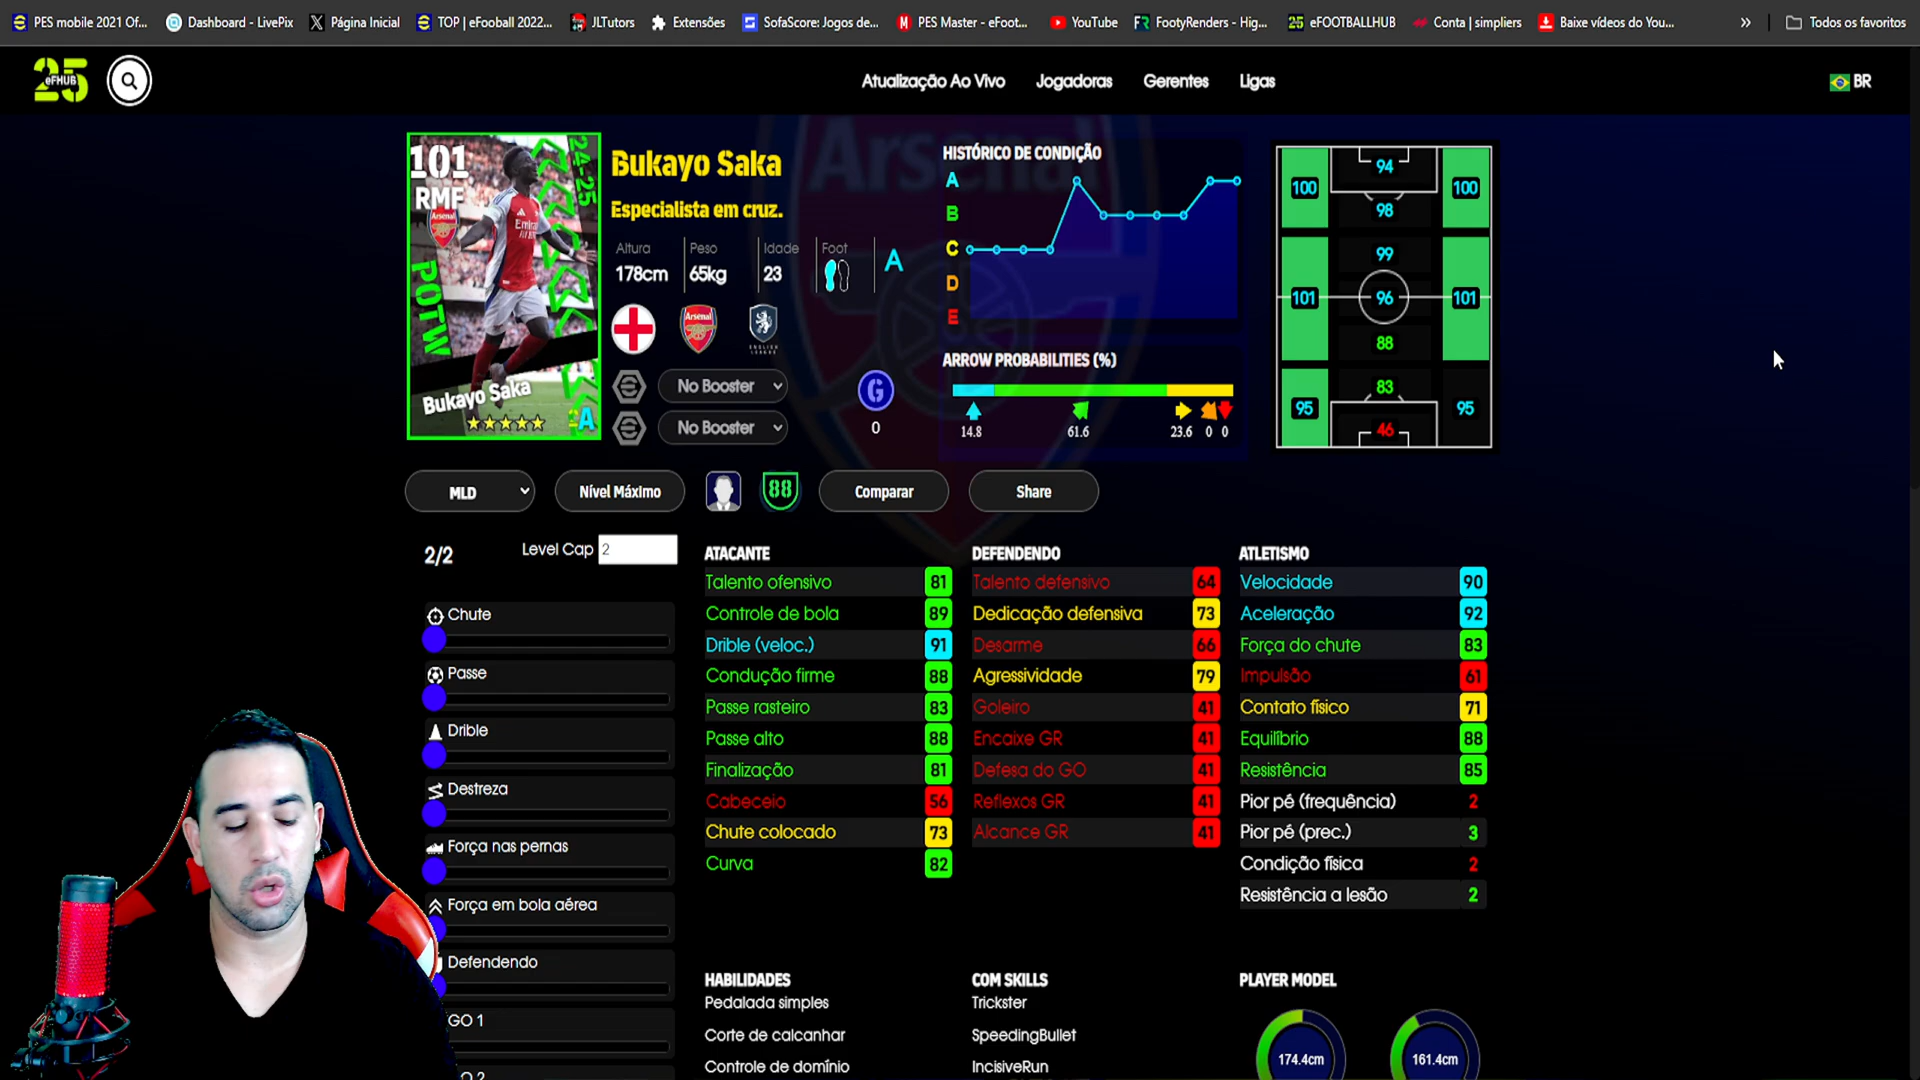 PES mobile 2021 Of... Dashboard - LivePix Página Inicial TOP | eFooball 2022... JLTutors Extensões SofaScore: Jogos de... PES Master - eFoot... YouTube FootyRenders - Hig... eFOOTBALLHUB Conta | simpliers Baixe vídeos do You... » Todos os favoritos
25 eFHUB Atualização Ao Vivo Jogadoras Gerentes Ligas BR
101
RMF
Arsenal
24-25
POTW
Bukayo Saka
A
Bukayo Saka
Especialista em cruz.
Altura Peso Idade Foot
178cm 65kg 23 A
Arsenal
ENGLISH LEAGUE
No Booster
No Booster
G
0
HISTÓRICO DE CONDIÇÃO
A
B
C
D
E
ARROW PROBABILITIES (%)
14.8 61.6 23.6 0 0
94
100 100
98
99
101 96 101
88
83
95 95
46
MLD Nível Máximo 88 Comparar Share
2/2 Level Cap 2
Chute
Passe
Drible
Destreza
Força nas pernas
Força em bola aérea
Defendendo
GO 1
ATACANTE
Talento ofensivo 81
Controle de bola 89
Drible (veloc.) 91
Condução firme 88
Passe rasteiro 83
Passe alto 88
Finalização 81
Cabeceio 56
Chute colocado 73
Curva 82
DEFENDENDO
Talento defensivo 64
Dedicação defensiva 73
Desarme 66
Agressividade 79
Goleiro 41
Encaixe GR 41
Defesa do GO 41
Reflexos GR 41
Alcance GR 41
ATLETISMO
Velocidade 90
Aceleração 92
Força do chute 83
Impulsão 61
Contato físico 71
Equilíbrio 88
Resistência 85
Pior pé (frequência) 2
Pior pé (prec.) 3
Condição física 2
Resistência a lesão 2
HABILIDADES
Pedalada simples
Corte de calcanhar
Controle de domínio
COM SKILLS
Trickster
SpeedingBullet
IncisiveRun
PLAYER MODEL
174.4cm 161.4cm